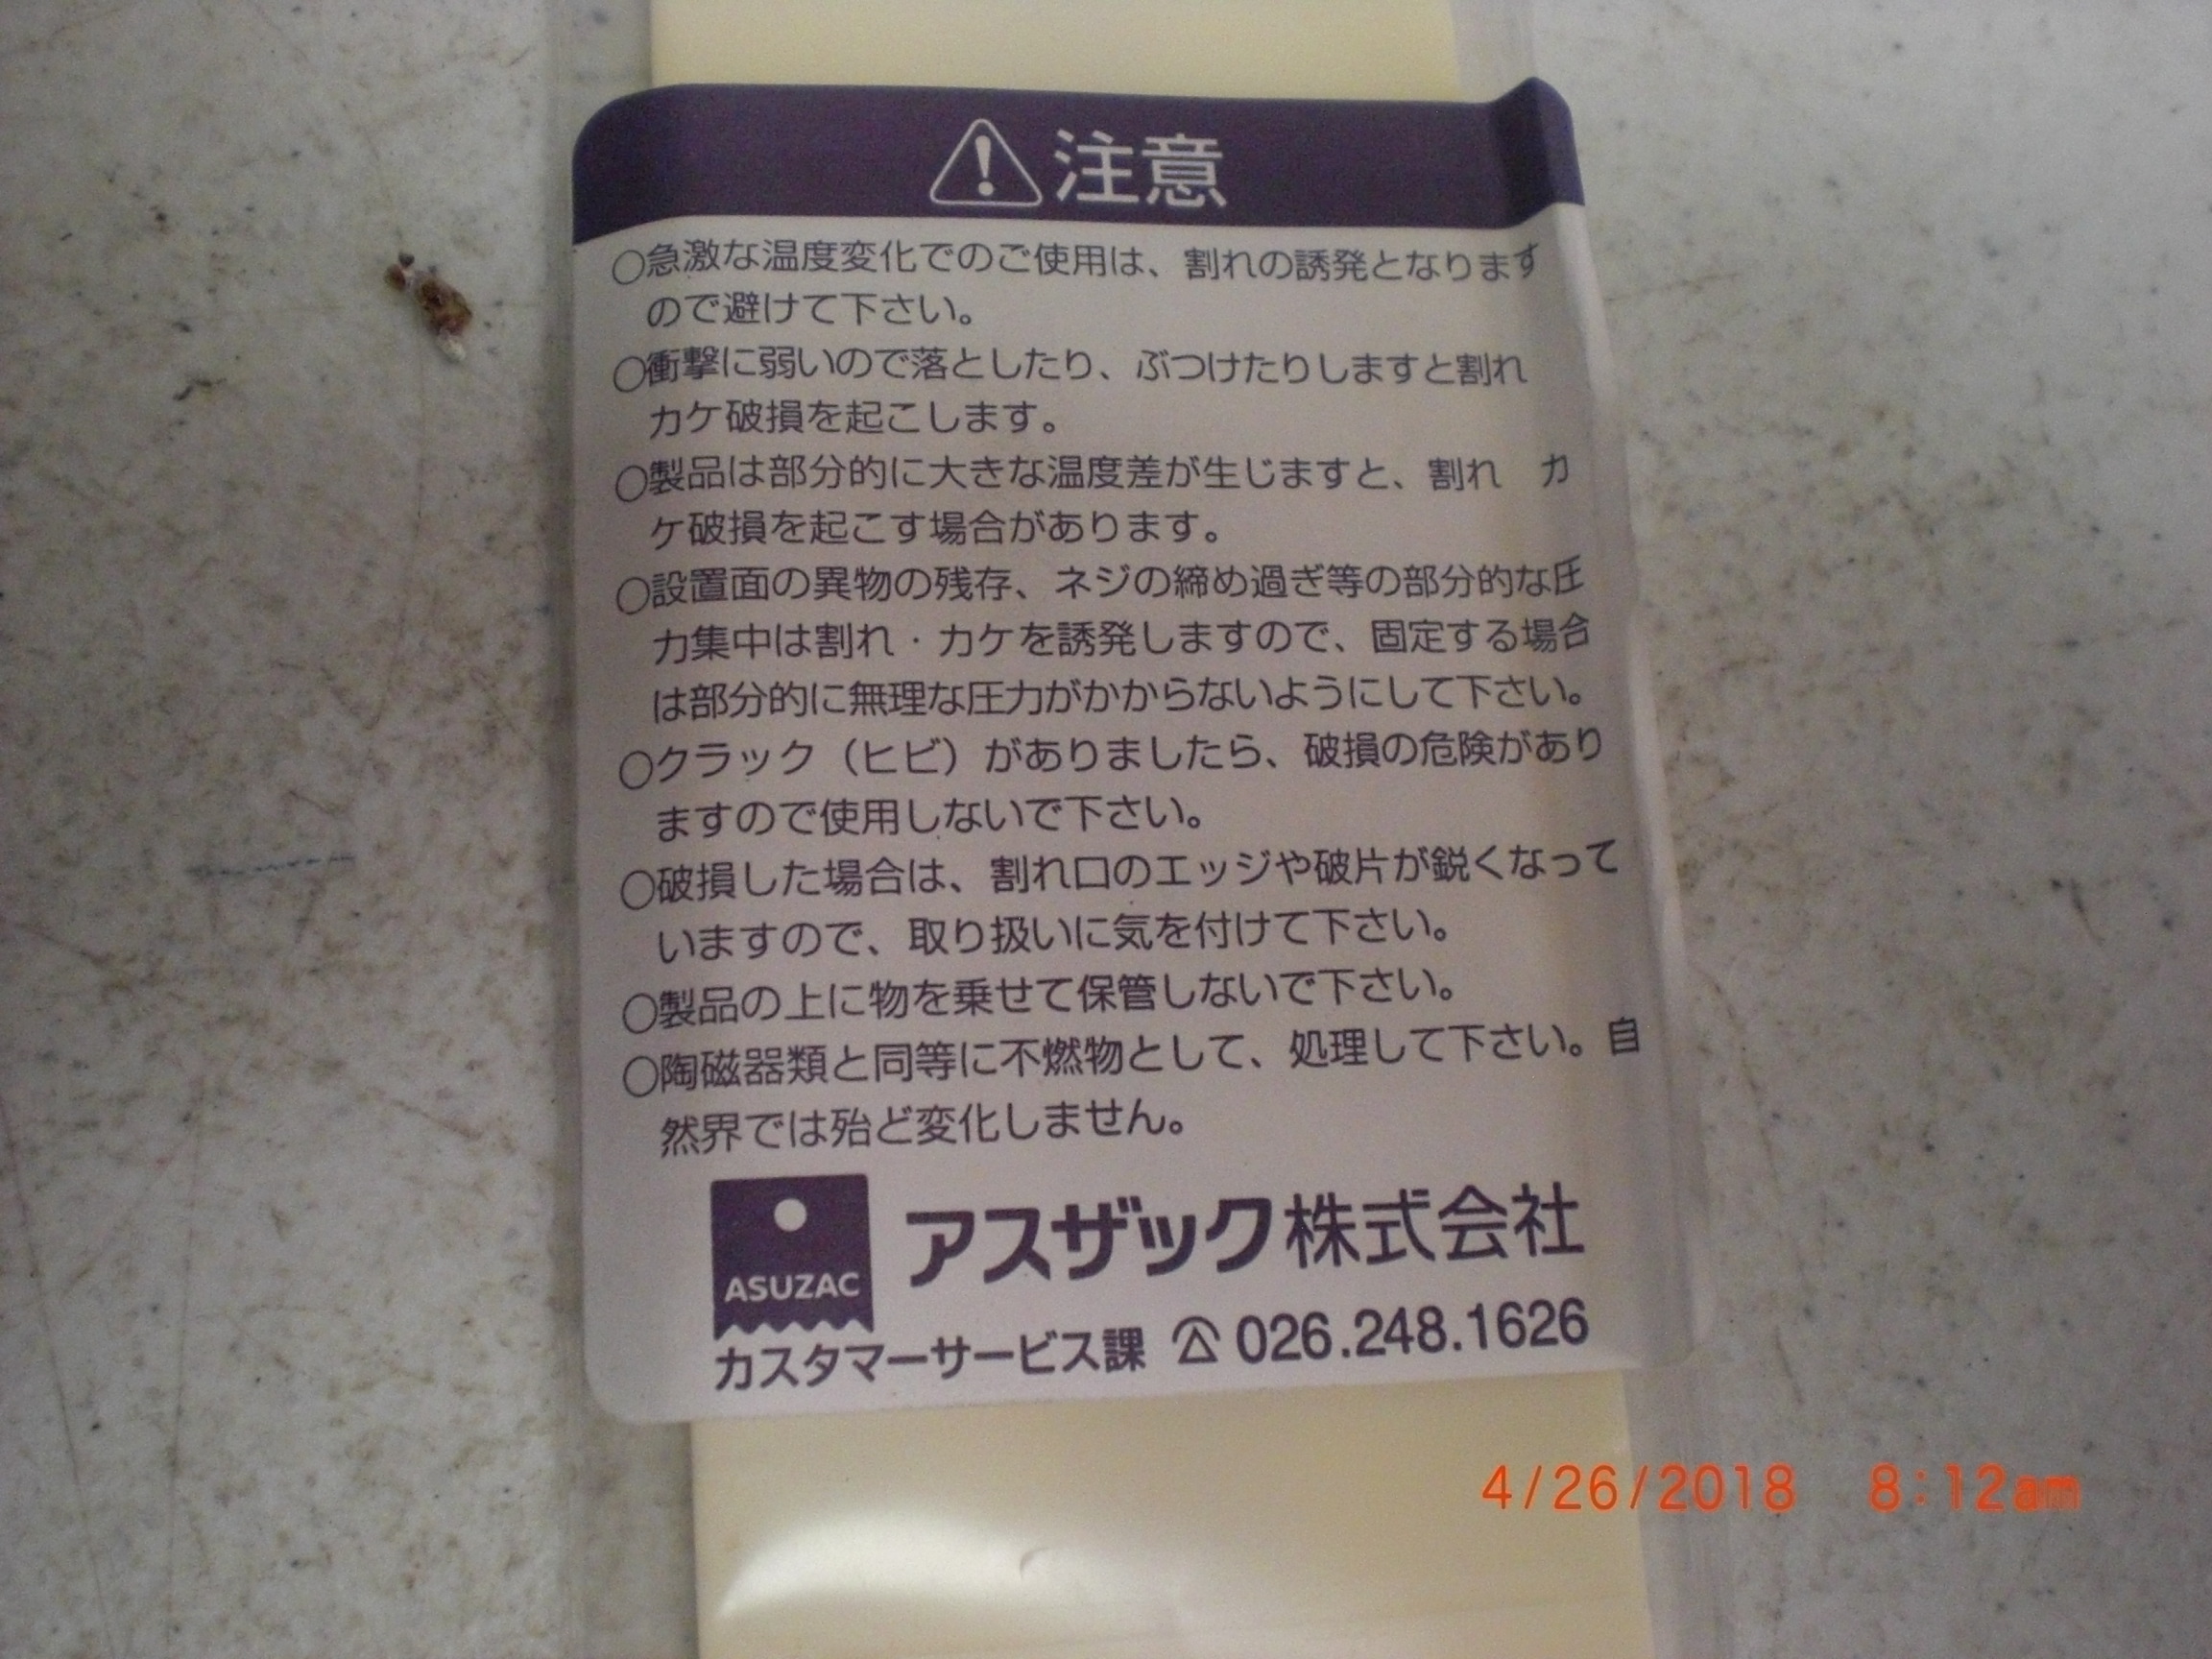 注意
○急激な温度変化でのご使用は、割れの誘発となります
ので避けて下さい。
○衝撃に弱いので落としたり、ぶつけたりしますと割れ
カケ破損を起こします。
○製品は部分的に大きな温度差が生じますと、割れ　カ
ケ破損を起こす場合があります。
○設置面の異物の残存、ネジの締め過ぎ等の部分的な圧
力集中は割れ・カケを誘発しますので、固定する場合
は部分的に無理な圧力がかからないようにして下さい。
○クラック（ヒビ）がありましたら、破損の危険があり
ますので使用しないで下さい。
○破損した場合は、割れ口のエッジや破片が鋭くなって
いますので、取り扱いに気を付けて下さい。
○製品の上に物を乗せて保管しないで下さい。
○陶磁器類と同等に不燃物として、処理して下さい。自
然界では殆ど変化しません。
ASUZAC アスザック株式会社
カスタマーサービス課 ☎026.248.1626
4/26/2018 8:12am